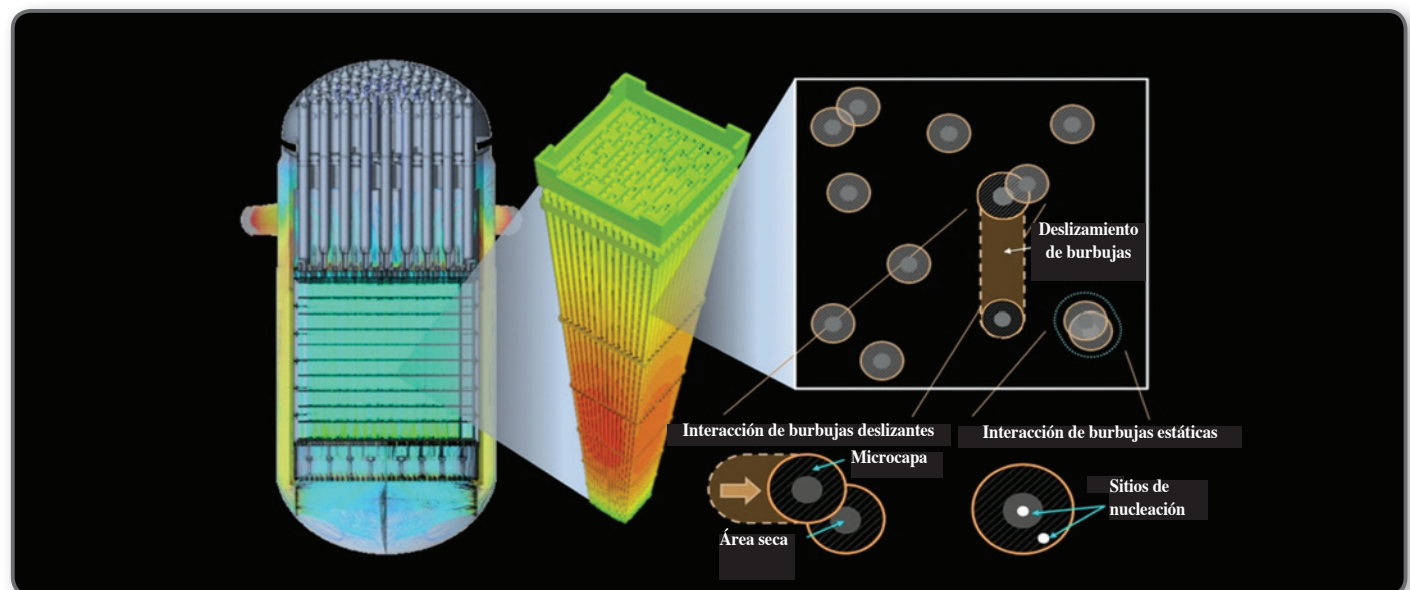 Deslizamiento
de burbujas
Interacción de burbujas deslizantes
Interacción de burbujas estáticas
Microcapa
Sitios de
nucleación
Área seca